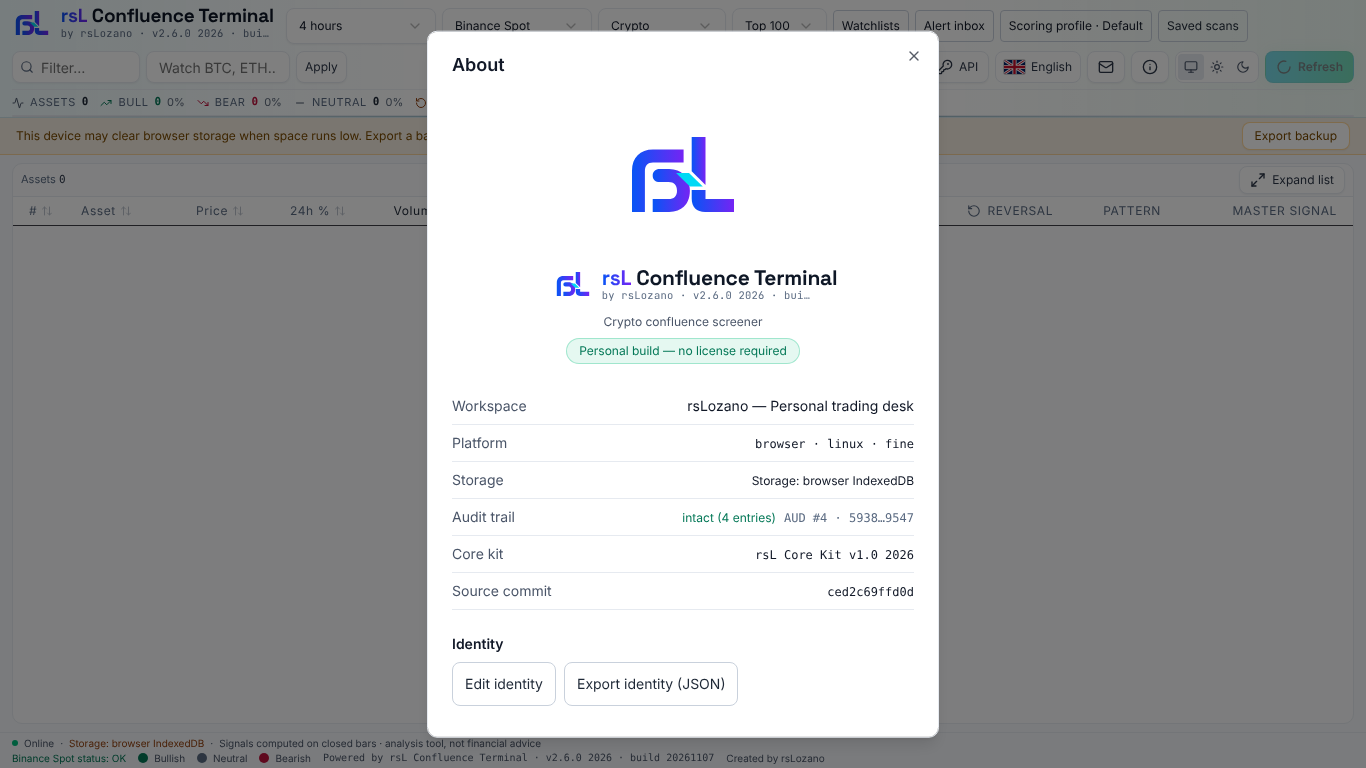 rsL Confluence Terminal
by rsLozano · v2.6.0 2026 · bui…
4 hours
Binance Spot
Crypto
Top 100
Watchlists
Alert inbox
Scoring profile · Default
Saved scans
Filter...
Watch BTC, ETH..
Apply
API
English
Refresh
ASSETS 0 BULL 0 0% BEAR 0 0% NEUTRAL 0 0%
This device may clear browser storage when space runs low. Export a ba
Export backup
Assets 0
Expand list
# Asset Price 24h % Volum REVERSAL PATTERN MASTER SIGNAL
About
rsL
rsL Confluence Terminal
by rsLozano · v2.6.0 2026 · bui…
Crypto confluence screener
Personal build — no license required
Workspace rsLozano — Personal trading desk
Platform browser · linux · fine
Storage Storage: browser IndexedDB
Audit trail intact (4 entries) AUD #4 · 5938…9547
Core kit rsL Core Kit v1.0 2026
Source commit ced2c69ffd0d
Identity
Edit identity
Export identity (JSON)
Online · Storage: browser IndexedDB · Signals computed on closed bars · analysis tool, not financial advice
Binance Spot status: OK Bullish Neutral Bearish Powered by rsL Confluence Terminal · v2.6.0 2026 · build 20261107 Created by rsLozano